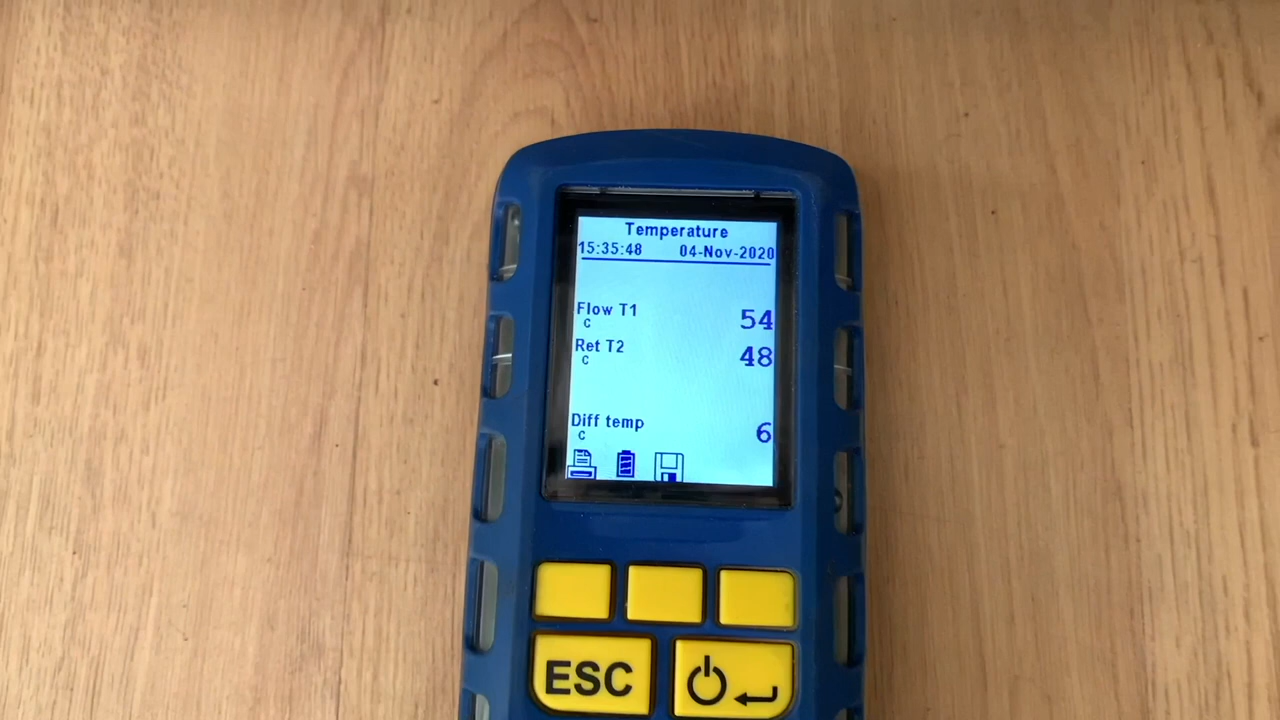 Temperature
15:35:48 04-Nov-2020
Flow T1 54
C
Ret T2 48
C
Diff temp 6
C
ESC